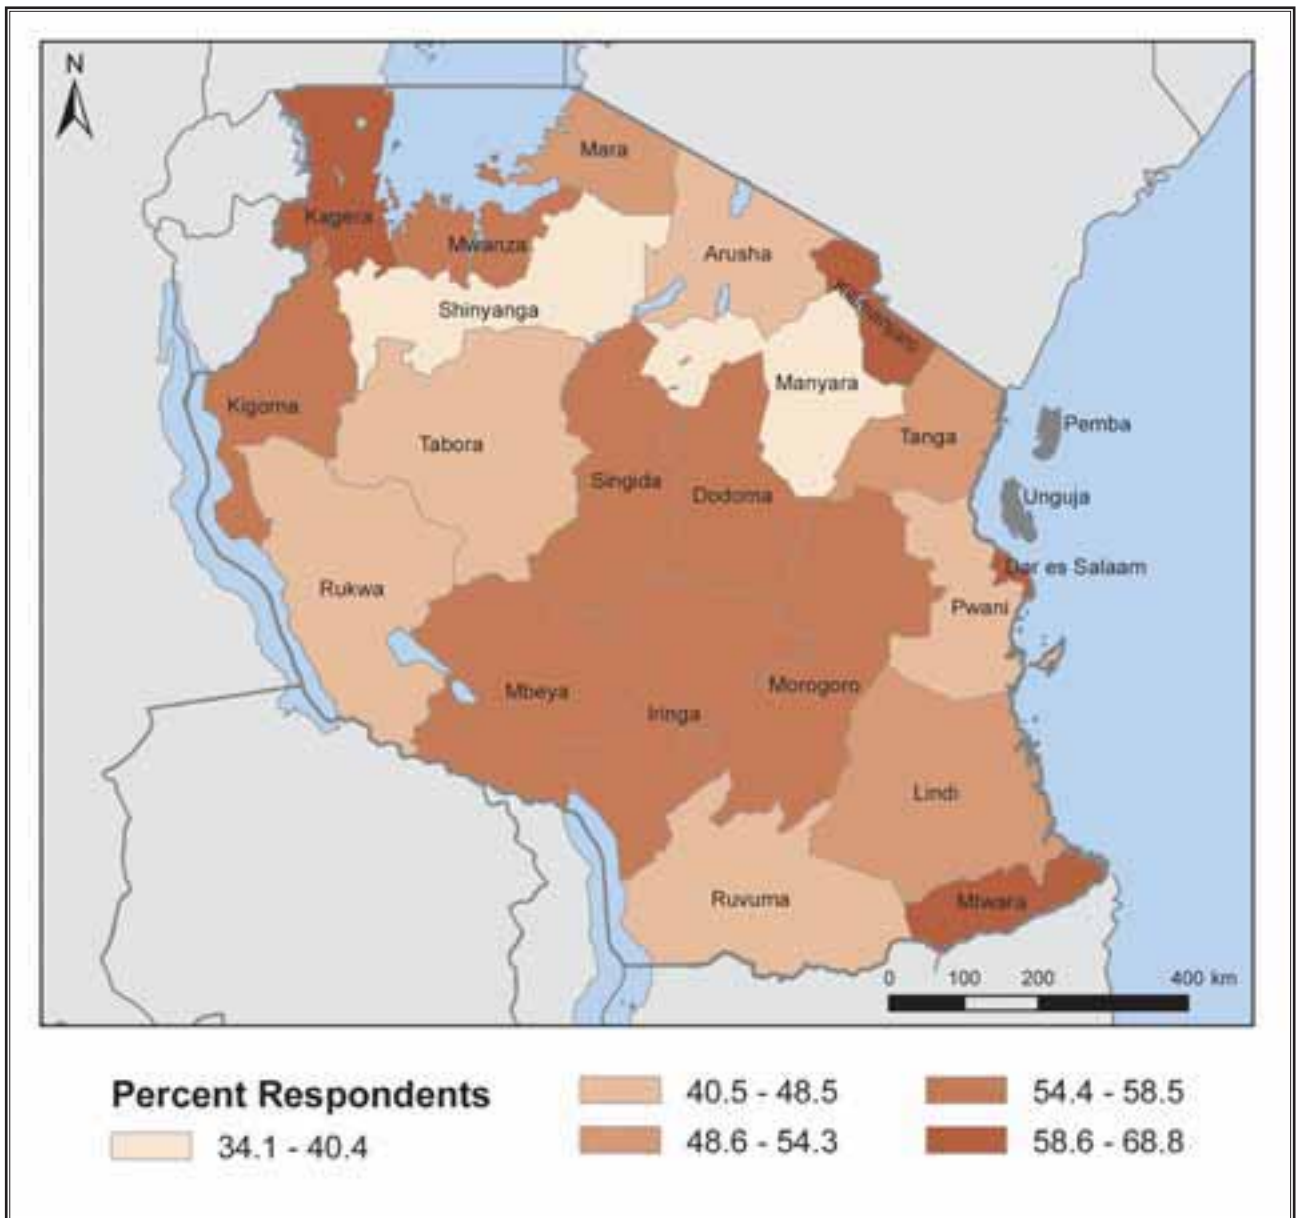 N
Mara
Kagera
Mwanza
Arusha
Shinyanga
Kilimanjaro
Manyara
Kigoma
Tabora
Tanga
Pemba
Singida
Dodoma
Unguja
Dar es Salaam
Rukwa
Pwani
Mbeya
Morogoro
Iringa
Lindi
Ruvuma
Mtwara
0 100 200 400 km
Percent Respondents
34.1 - 40.4
40.5 - 48.5
48.6 - 54.3
54.4 - 58.5
58.6 - 68.8